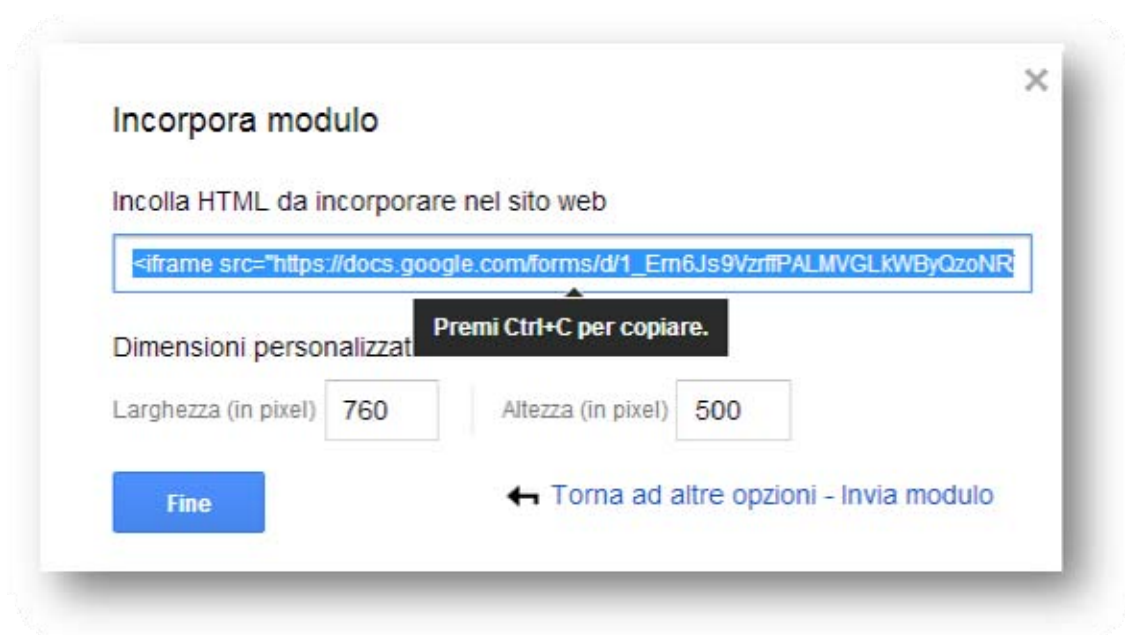 Incorpora modulo
Incolla HTML da incorporare nel sito web
<iframe src="https://docs.google.com/forms/d/1_Ern6Js9VzrffPALMVGLkWByQzoNR
Premi Ctrl+C per copiare.
Dimensioni personalizzat
Larghezza (in pixel) 760 Altezza (in pixel) 500
Fine Torna ad altre opzioni - Invia modulo